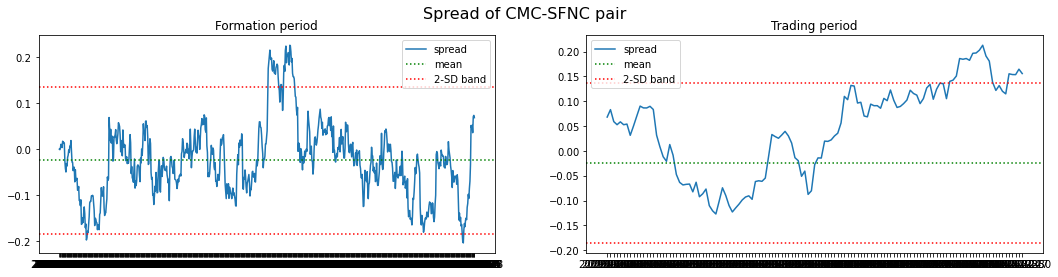 Spread of CMC-SFNC pair
Formation period
0.2
0.1
0.0
−0.1
−0.2
spread
mean
2-SD band
Trading period
0.20
0.15
0.10
0.05
0.00
−0.05
−0.10
−0.15
−0.20
spread
mean
2-SD band